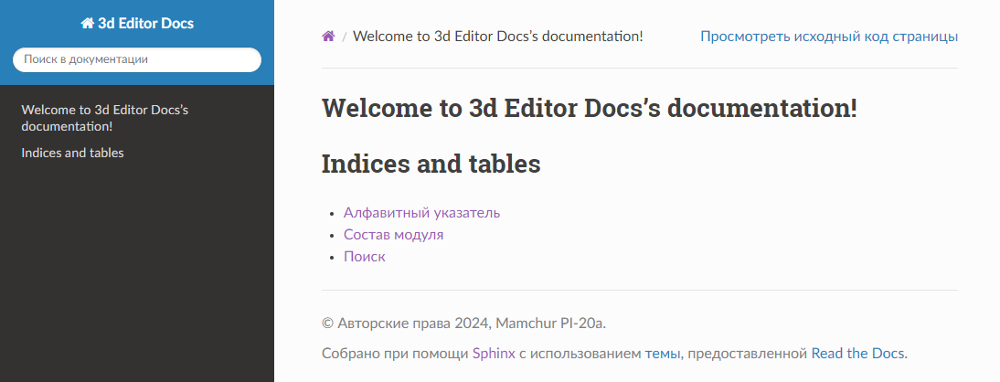 3d Editor Docs
Поиск в документации
Welcome to 3d Editor Docs’s
documentation!
Indices and tables
/ Welcome to 3d Editor Docs’s documentation!
Просмотреть исходный код страницы
Welcome to 3d Editor Docs’s documentation!
Indices and tables
• Алфавитный указатель
• Состав модуля
• Поиск
© Авторские права 2024, Mamchur PI-20a.
Собрано при помощи Sphinx с использованием темы, предоставленной Read the Docs.